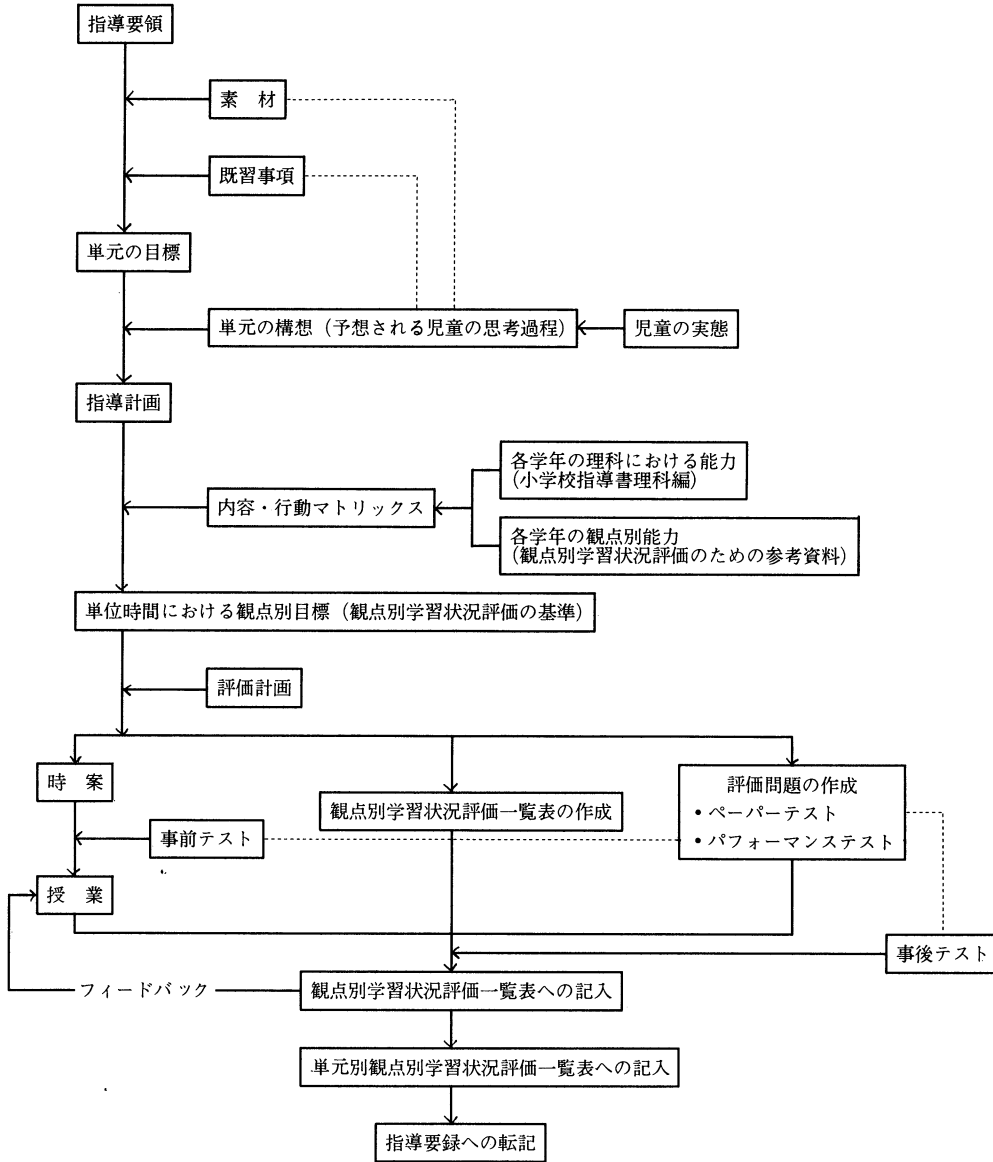 指導要領
素　材
既習事項
単元の目標
単元の構想（予想される児童の思考過程）
児童の実態
指導計画
各学年の理科における能力
（小学校指導書理科編）
内容・行動マトリックス
各学年の観点別能力
（観点別学習状況評価のための参考資料）
単位時間における観点別目標（観点別学習状況評価の基準）
評価計画
時　案
観点別学習状況評価一覧表の作成
評価問題の作成
・ペーパーテスト
・パフォーマンステスト
事前テスト
授　業
事後テスト
フィードバック
観点別学習状況評価一覧表への記入
単元別観点別学習状況評価一覧表への記入
指導要録への転記